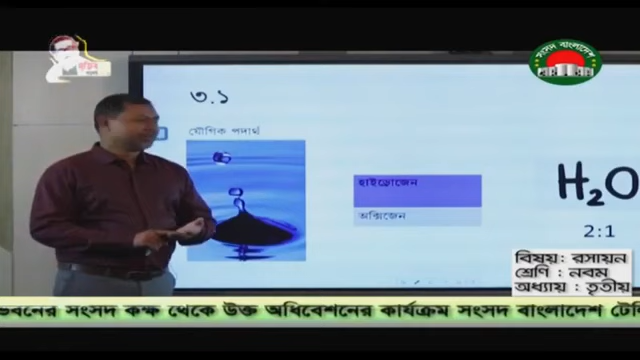 সংসদ বাংলাদেশ
৩.১
যৌগিক পদার্থ
হাইড্রোজেন
অক্সিজেন
H₂O
2:1
বিষয়: রসায়ন
শ্রেণি : নবম
অধ্যায় : তৃতীয়
ভবনের সংসদ কক্ষ থেকে উক্ত অধিবেশনের কার্যক্রম সংসদ বাংলাদেশ টেলি